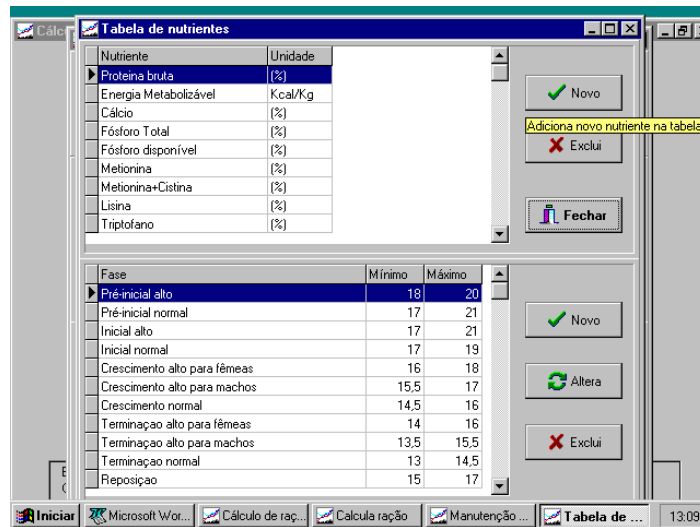 Cálc
Tabela de nutrientes
Nutriente Unidade
Proteina bruta (%)
Energia Metabolizável Kcal/Kg
Cálcio (%)
Fósforo Total (%)
Fósforo disponível (%)
Metionina (%)
Metionina+Cistina (%)
Lisina (%)
Triptofano (%)
Novo
Adiciona novo nutriente na tabela
Exclui
Fechar
Fase Mínimo Máximo
Pré-inicial alto 18 20
Pré-inicial normal 17 21
Inicial alto 17 21
Inicial normal 17 19
Crescimento alto para fêmeas 16 18
Crescimento alto para machos 15,5 17
Crescimento normal 14,5 16
Terminaçao alto para fêmeas 14 16
Terminaçao alto para machos 13,5 15,5
Terminaçao normal 13 14,5
Reposiçao 15 17
Novo
Altera
Exclui
Iniciar Microsoft Wor... Cálculo de raç... Calcula ração Manutenção ... Tabela de ... 13:09